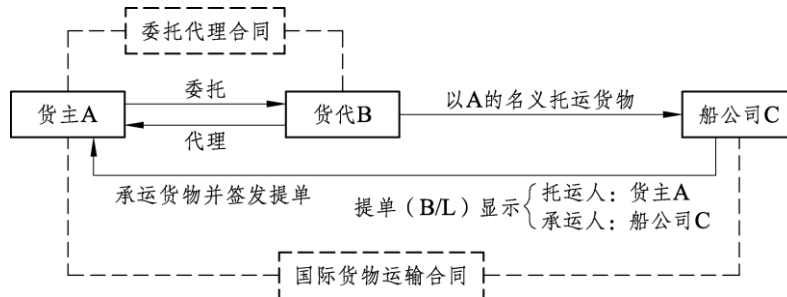 委托代理合同
委托
货主A
货代B
以A的名义托运货物
船公司C
代理
承运货物并签发提单
提单（B/L）显示
托运人：货主A
承运人：船公司C
国际货物运输合同